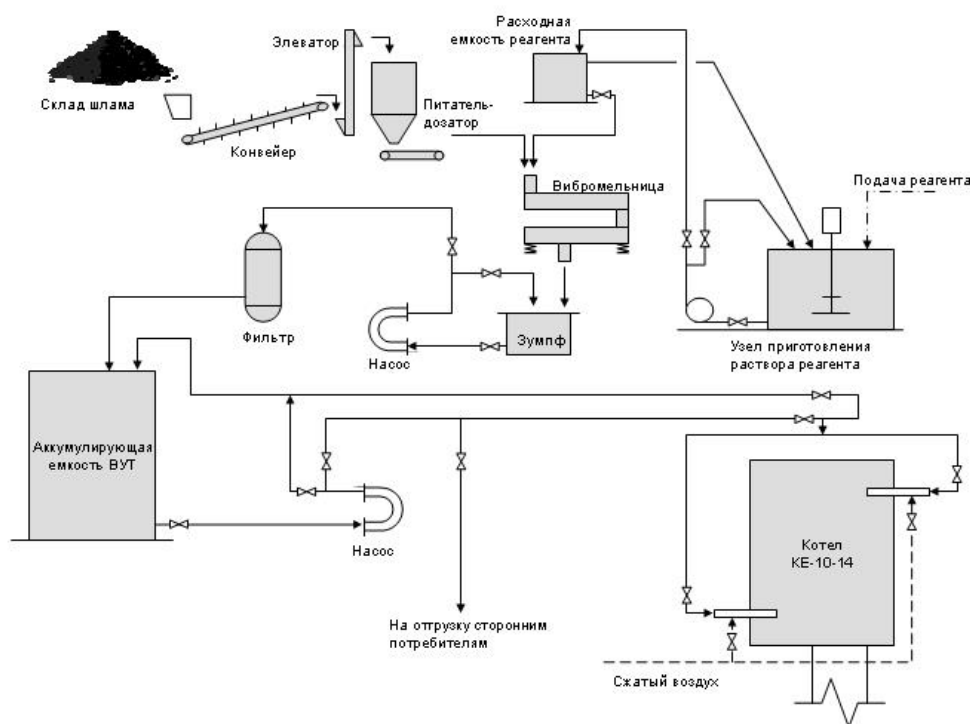 Расходная
емкость реагента
Элеватор
Склад шлама
Питатель-
дозатор
Конвейер
Вибромельница
Подача реагента
Фильтр
Насос
Зумпф
Узел приготовления
раствора реагента
Аккумулирующая
емкость ВУТ
Насос
Котел
КЕ-10-14
На отгрузку сторонним
потребителям
Сжатый воздух